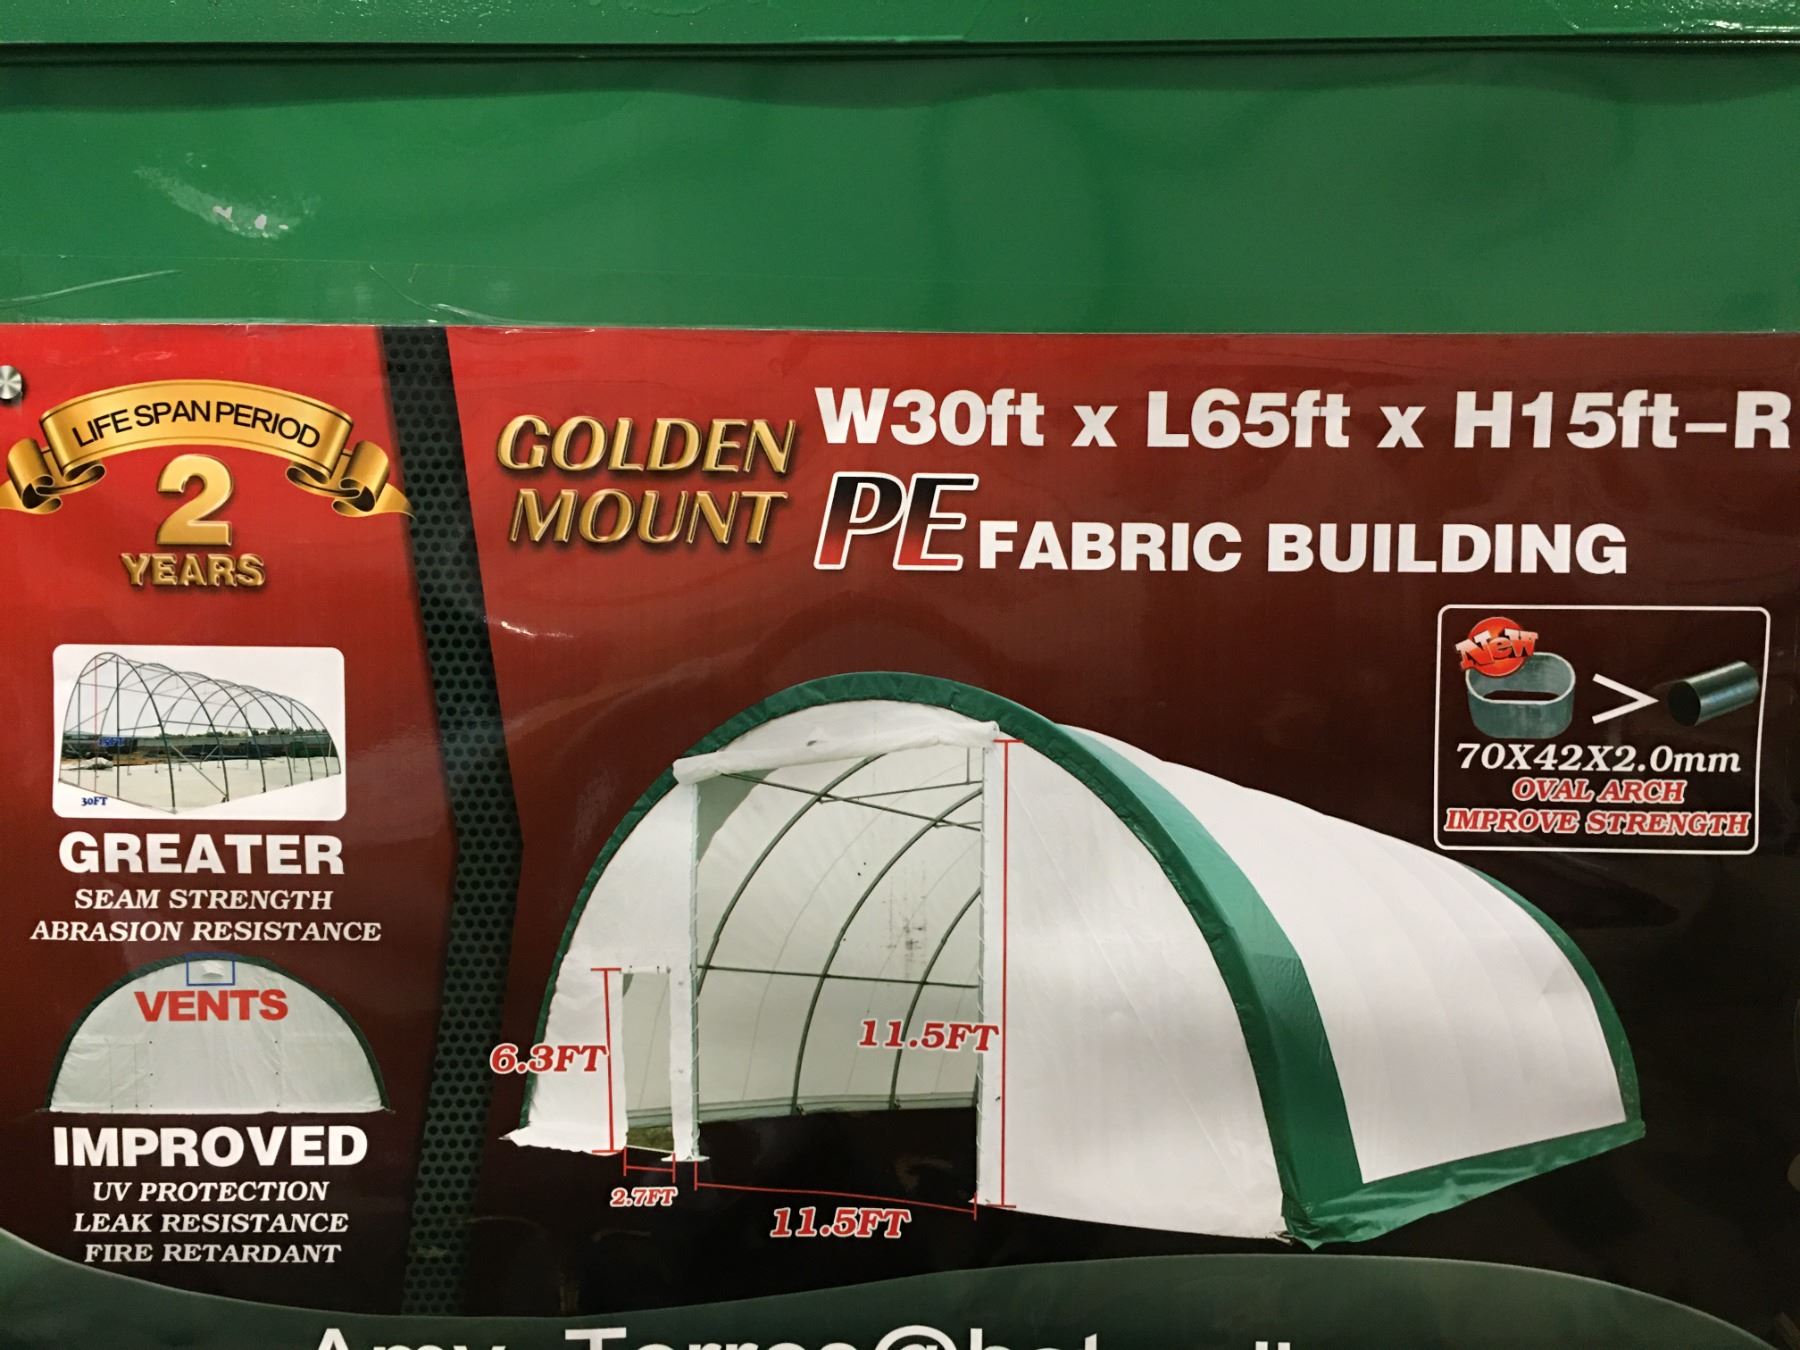 LIFE SPAN PERIOD
2
YEARS
GOLDEN
MOUNT
W30ft x L65ft x H15ft-R
PE FABRIC BUILDING
15FT
30FT
GREATER
SEAM STRENGTH
ABRASION RESISTANCE
VENTS
IMPROVED
UV PROTECTION
LEAK RESISTANCE
FIRE RETARDANT
NeW
>
70X42X2.0mm
OVAL ARCH
IMPROVE STRENGTH
6.3FT
11.5FT
2.7FT
11.5FT